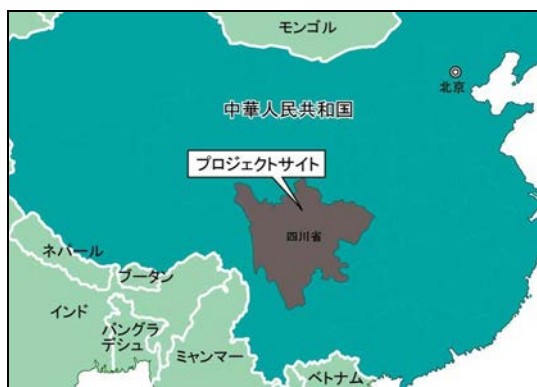 モンゴル
北京
中華人民共和国
プロジェクトサイト
四川省
ネパール
ブータン
インド
バングラ
デシュ
ミャンマー
ベトナム